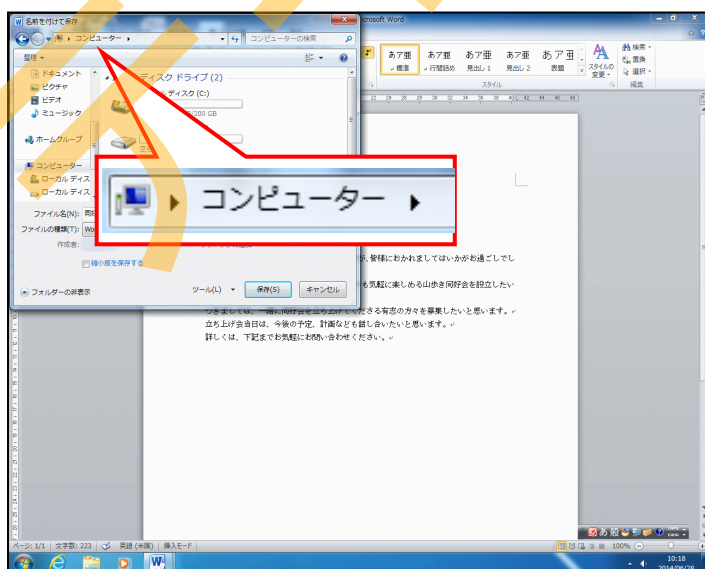 名前を付けて保存
rosoft Word
コンピューター
コンピューターの検索
整理
ドキュメント
ピクチャ
ビデオ
ミュージック
ホームグループ
コンピューター
ローカル ディス
ローカル ディス
ディスク ドライブ (2)
ディスク (C:)
/200 GB
コンピューター
ファイル名(N):
ファイルの種類(T):
作成者:
縮小版を保存する
フォルダーの非表示
ツール(L)
保存(S)
キャンセル
あア亜 あア亜 あア亜 あア亜 あア亜
標準 行間詰め 見出し 1 見出し 2 表題
スタイルの変更
スタイル
検索
置換
選択
編集
、皆様におかれましてはいかがお過ごしでし
も気軽に楽しめる山歩き同好会を設立したい
つきましては、一緒に同好会を立ち上げてくださる有志の方々を募集したいと思います。
立ち上げ会当日は、今後の予定、計画なども話し合いたいと思います。
詳しくは、下記までお気軽にお問い合わせください。
ページ: 1/1 文字数: 223 英語 (米国) 挿入モード
100%
あ 般
10:18
2014/06/28